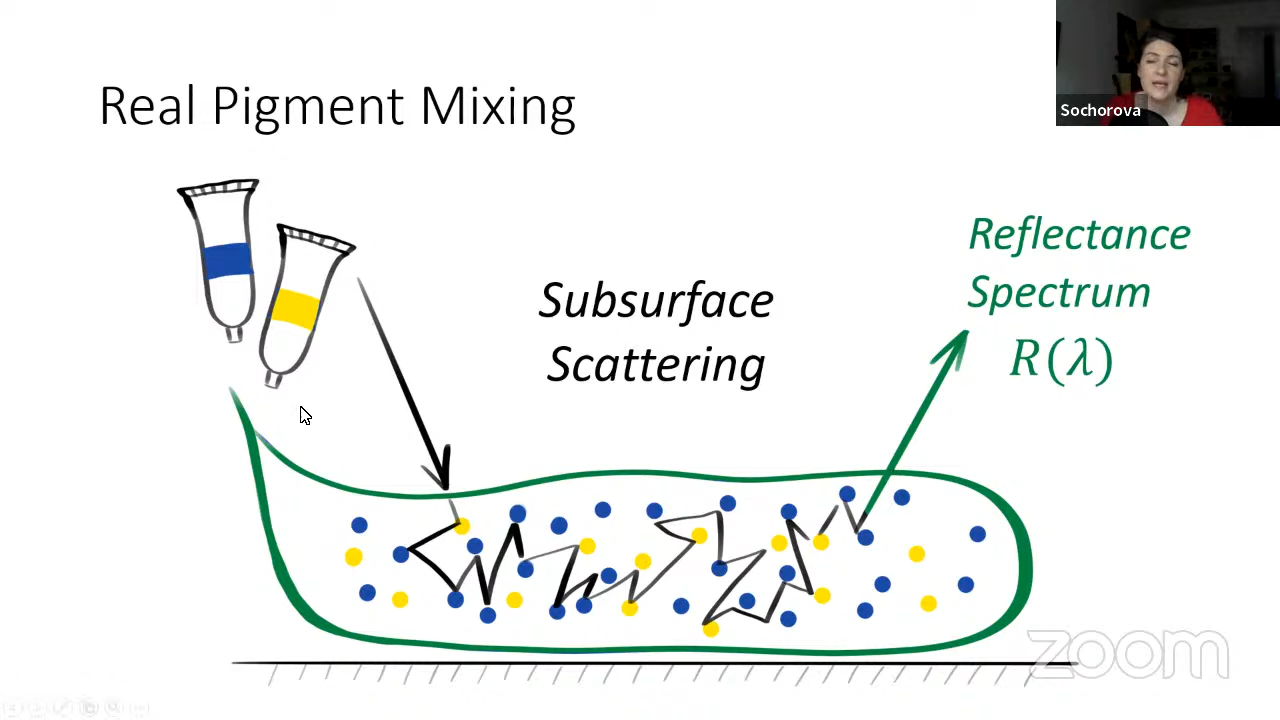 Real Pigment Mixing
Sochorova
Subsurface
Scattering
Reflectance
Spectrum
R(λ)
zoom